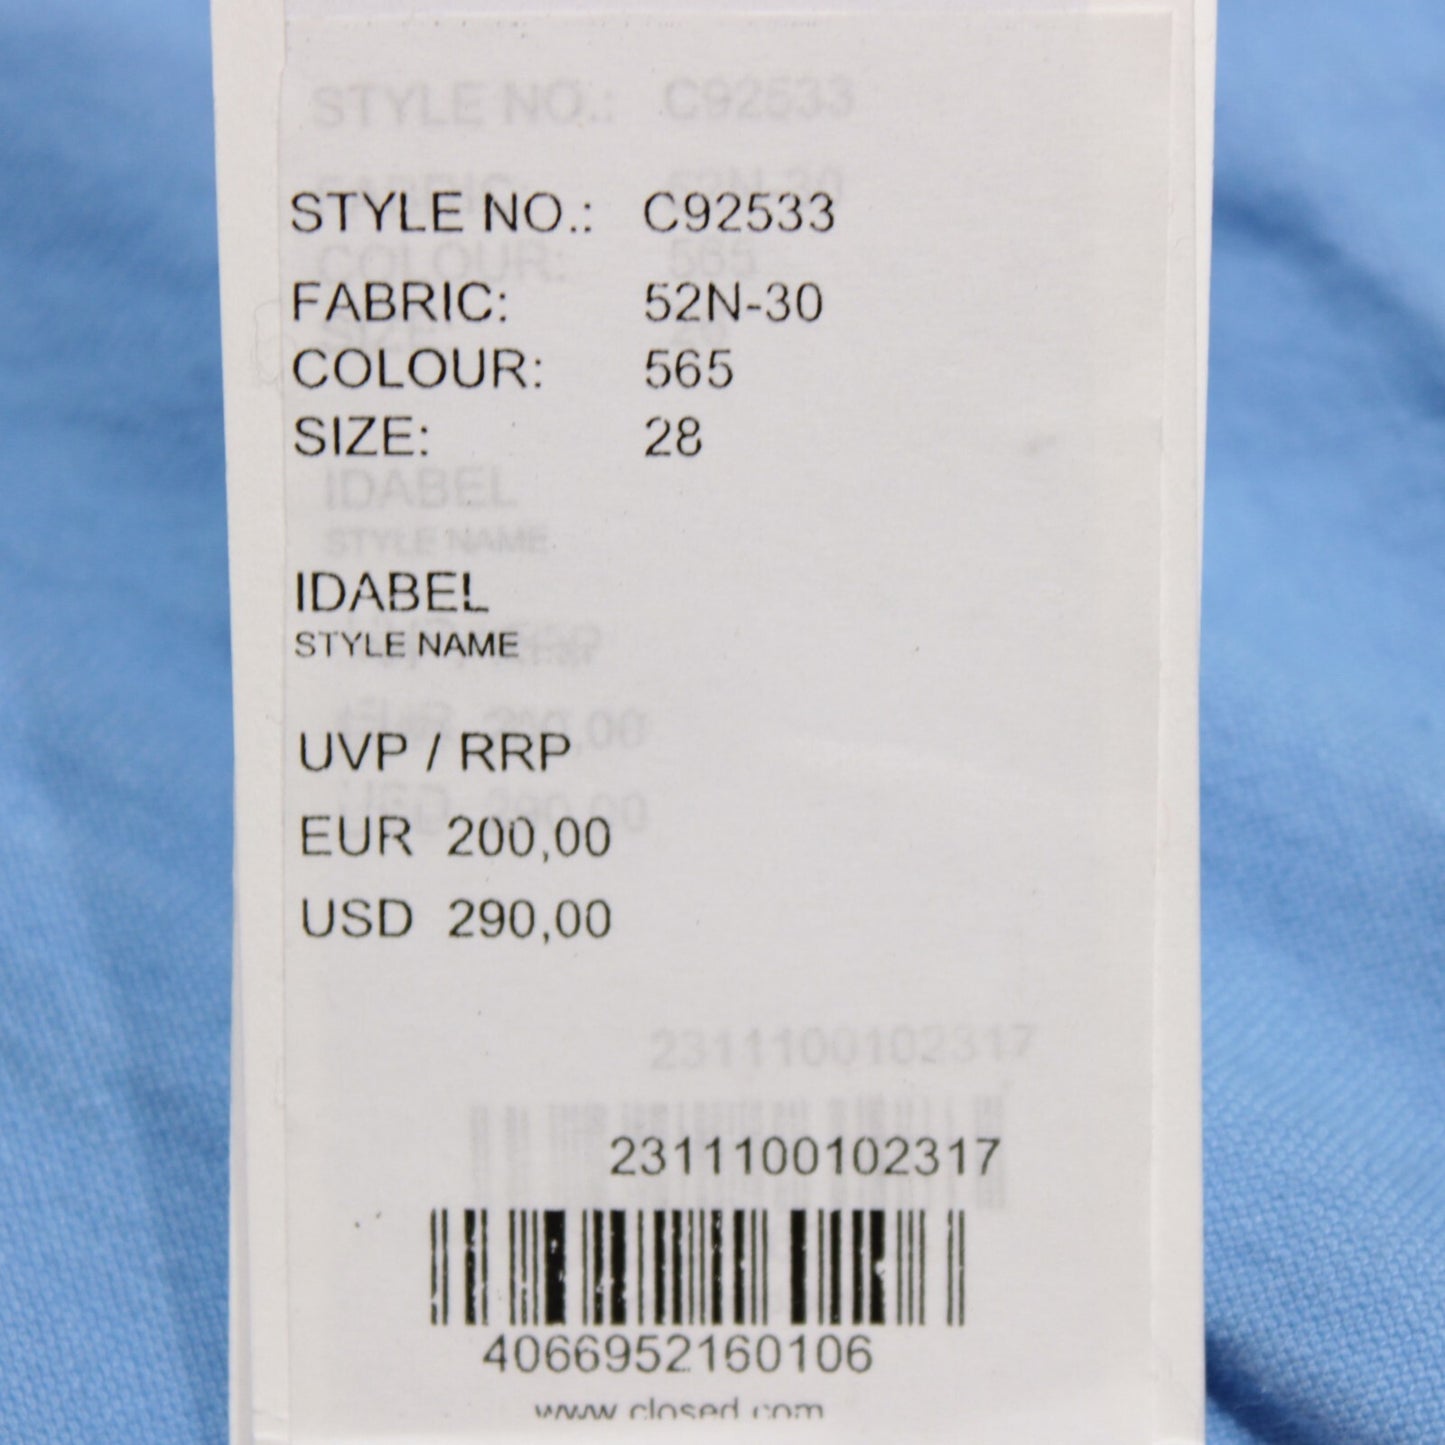 STYLE NO.: C92533
FABRIC: 52N-30
COLOUR: 565
SIZE: 28
IDABEL
STYLE NAME
UVP / RRP
EUR 200,00
USD 290,00
2311100102317
4066952160106
www.closed.com